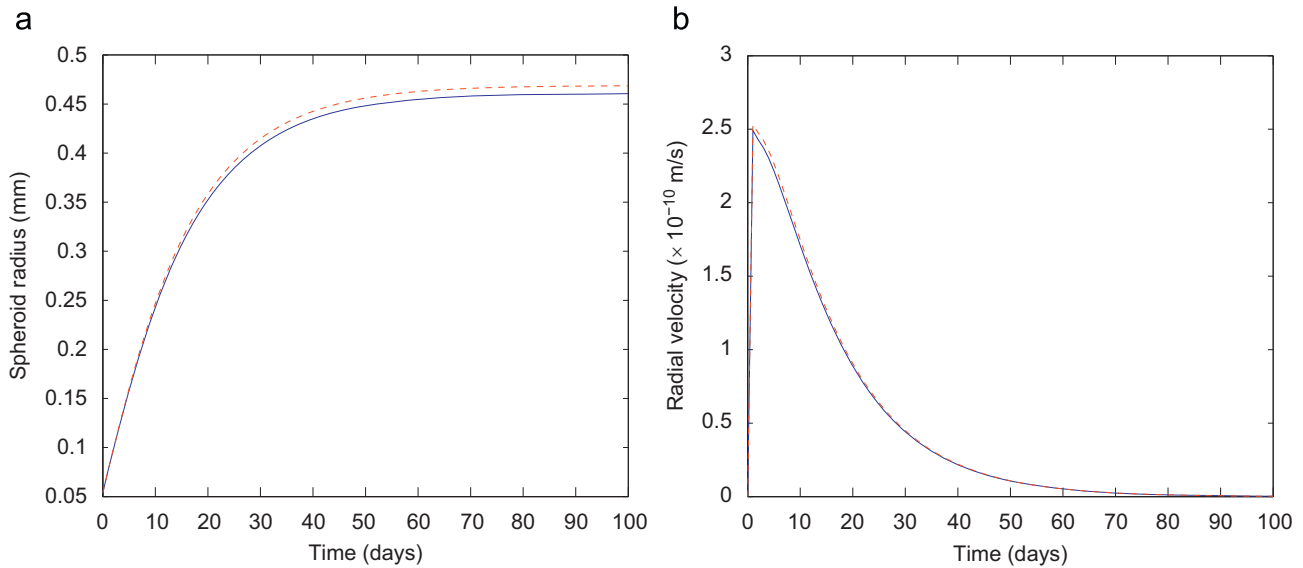 a
0.5
0.45
0.4
0.35
0.3
0.25
0.2
0.15
0.1
0.05
Spheroid radius (mm)
0 10 20 30 40 50 60 70 80 90 100
Time (days)
b
3
2.5
2
1.5
1
0.5
0
Radial velocity (× 10⁻¹⁰ m/s)
0 10 20 30 40 50 60 70 80 90 100
Time (days)